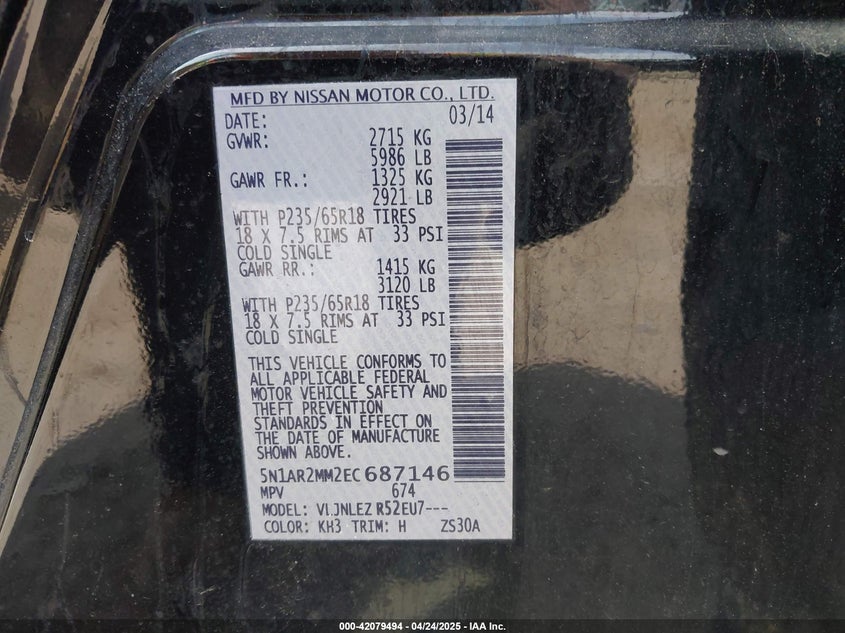 MFD BY NISSAN MOTOR CO., LTD.
DATE: 03/14
GVWR: 2715 KG
5986 LB
GAWR FR.: 1325 KG
2921 LB
WITH P235/65R18 TIRES
18 X 7.5 RIMS AT 33 PSI
COLD SINGLE
GAWR RR.: 1415 KG
3120 LB
WITH P235/65R18 TIRES
18 X 7.5 RIMS AT 33 PSI
COLD SINGLE
THIS VEHICLE CONFORMS TO
ALL APPLICABLE FEDERAL
MOTOR VEHICLE SAFETY AND
THEFT PREVENTION
STANDARDS IN EFFECT ON
THE DATE OF MANUFACTURE
SHOWN ABOVE.
5N1AR2MM2EC687146
MPV 674
MODEL: R52EU7---
COLOR: KH3 TRIM: H ZS30A
000-42079494 - 04/24/2025 - IAA Inc.